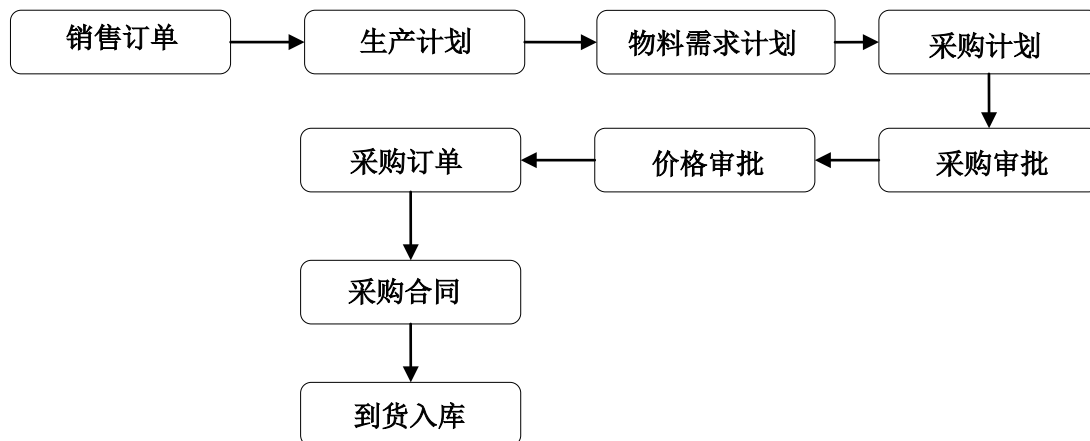 销售订单
生产计划
物料需求计划
采购计划
采购订单
价格审批
采购审批
采购合同
到货入库